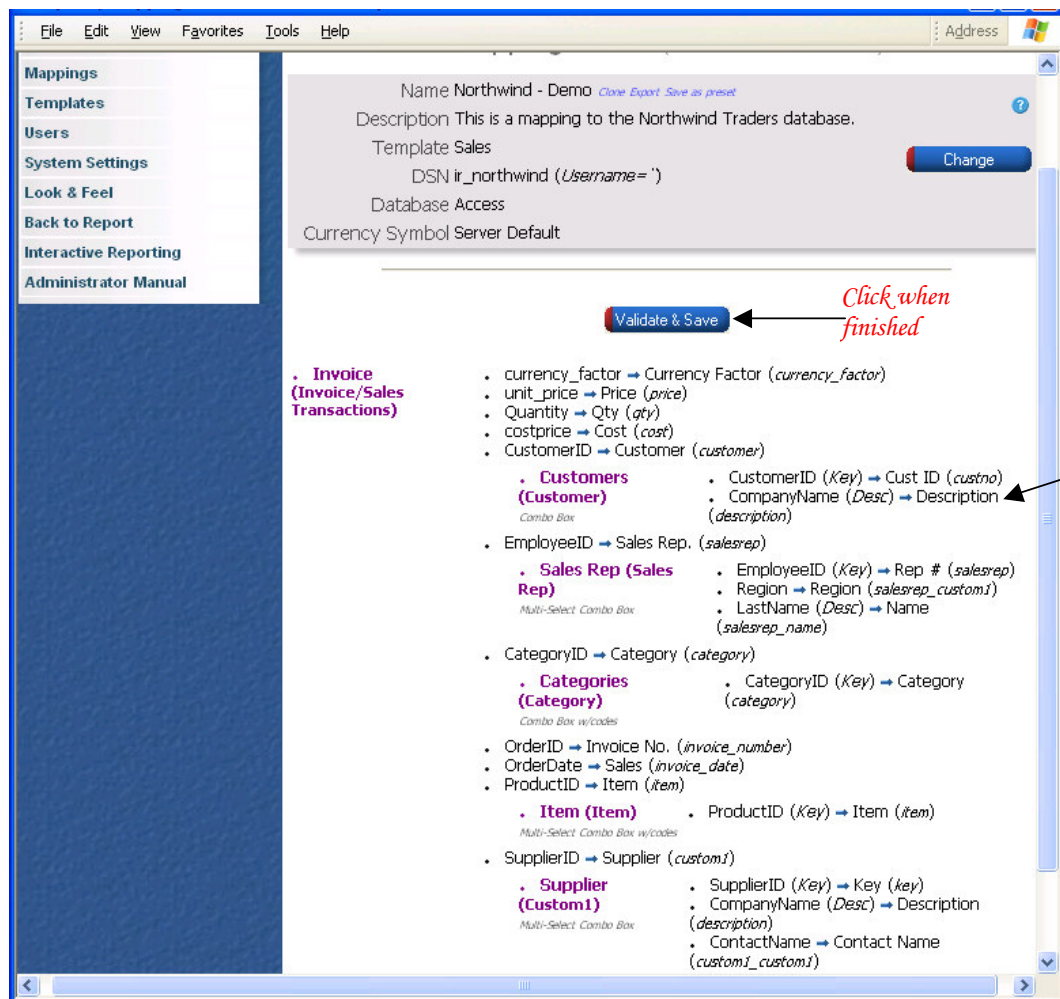 File Edit View Favorites Tools Help Address
Mappings
Templates
Users
System Settings
Look & Feel
Back to Report
Interactive Reporting
Administrator Manual
Name Northwind - Demo Clone Export Save as preset
Description This is a mapping to the Northwind Traders database.
Template Sales
DSN ir_northwind (Username= ')
Database Access
Currency Symbol Server Default
?
Change
Validate & Save
Click when
finished
. Invoice
(Invoice/Sales
Transactions)
• currency_factor → Currency Factor (currency_factor)
• unit_price → Price (price)
• Quantity → Qty (qty)
• costprice → Cost (cost)
• CustomerID → Customer (customer)
. Customers
(Customer)
Combo Box
• CustomerID (Key) → Cust ID (custno)
• CompanyName (Desc) → Description
(description)
• EmployeeID → Sales Rep. (salesrep)
. Sales Rep (Sales
Rep)
Multi-Select Combo Box
• EmployeeID (Key) → Rep # (salesrep)
• Region → Region (salesrep_custom1)
• LastName (Desc) → Name
(salesrep_name)
• CategoryID → Category (category)
. Categories
(Category)
Combo Box w/codes
• CategoryID (Key) → Category
(category)
• OrderID → Invoice No. (invoice_number)
• OrderDate → Sales (invoice_date)
• ProductID → Item (item)
. Item (Item)
Multi-Select Combo Box w/codes
• ProductID (Key) → Item (item)
• SupplierID → Supplier (custom1)
. Supplier
(Custom1)
Multi-Select Combo Box
• SupplierID (Key) → Key (key)
• CompanyName (Desc) → Description
(description)
• ContactName → Contact Name
(custom1_custom1)